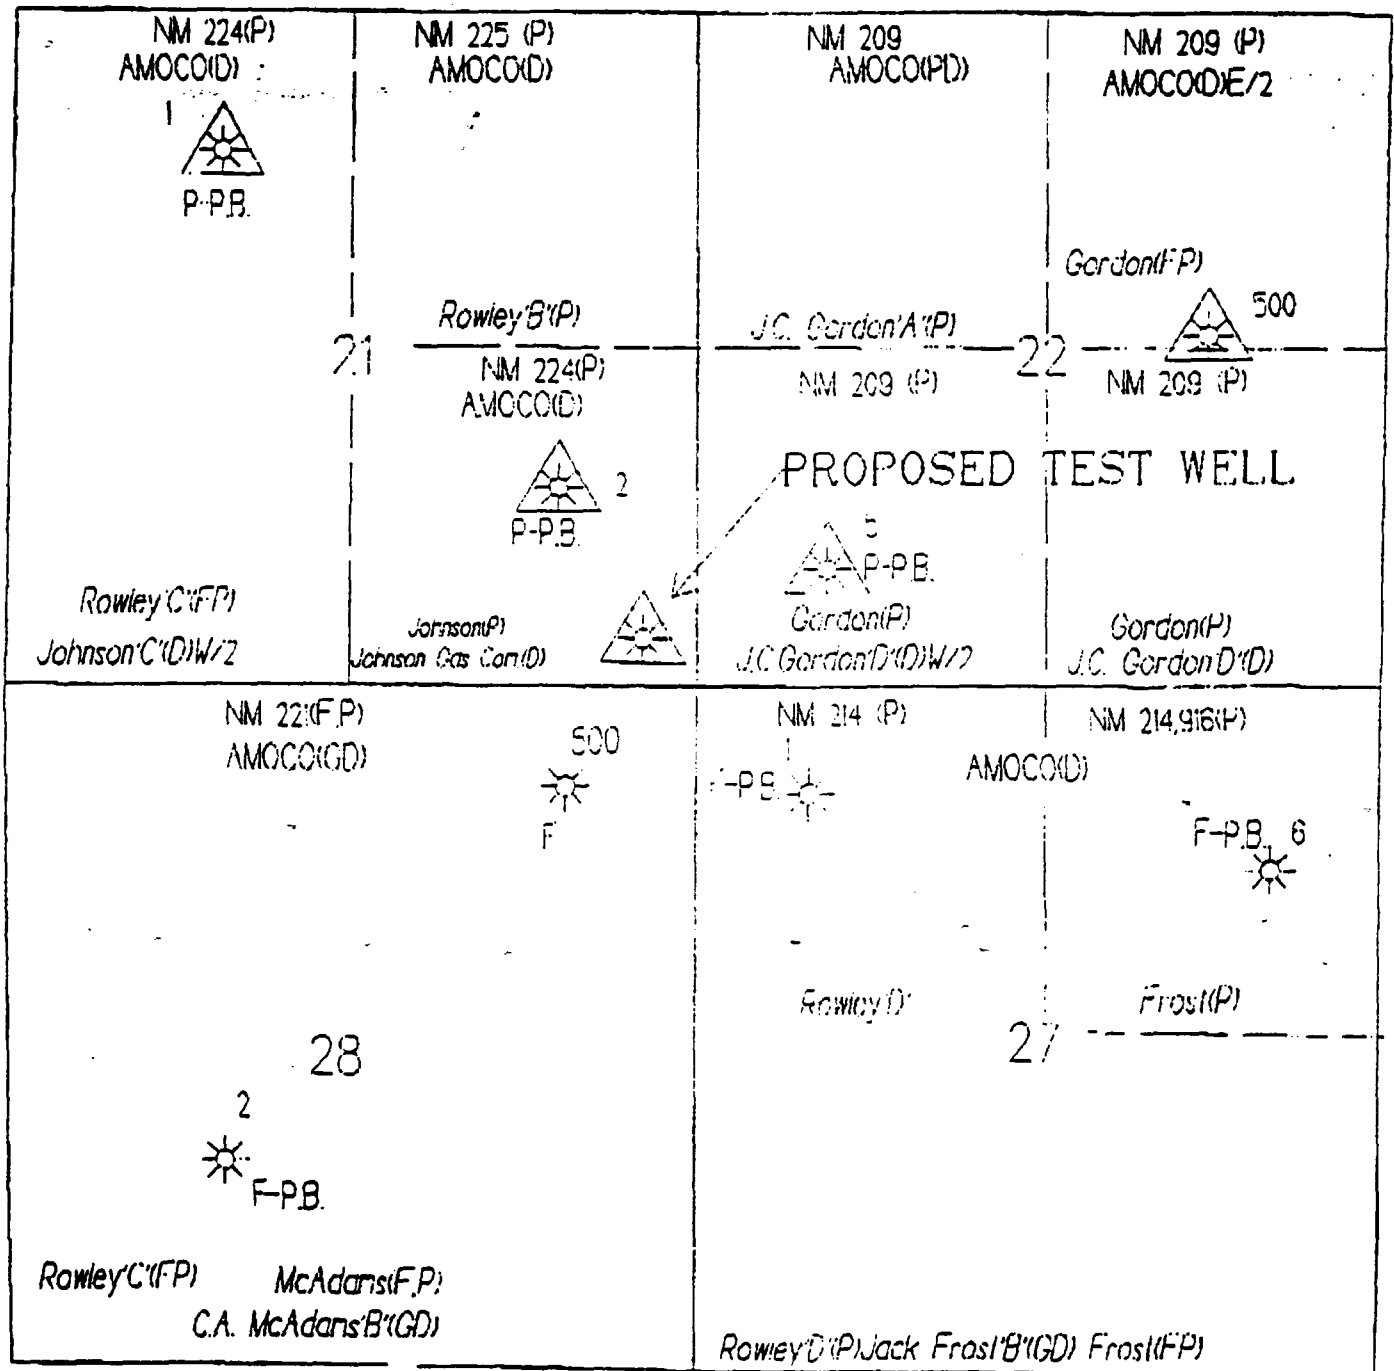 NM 224(P)
AMOCO(D)
1
P-P.B.
NM 225 (P)
AMOCO(D)
NM 209
AMOCO(PD)
NM 209 (P)
AMOCO(D)E/2
Gordon(FP)
500
Rowley'B'(P)
J.C. Gordon'A'(P)
21
22
NM 224(P)
AMOCO(D)
NM 209 (P)
NM 209 (P)
PROPOSED TEST WELL
2
P-P.B.
5
P-P.B.
Rowley'C'(FP)
Johnson'C'(D)W/2
Johnson(P)
Johnson Gas Com(D)
Gordon(P)
J.C Gordon'D'(D)W/2
Gordon(P)
J.C. Gordon'D'(D)
NM 221(F,P)
AMOCO(GD)
500
F
NM 214 (P)
NM 214,916(P)
AMOCO(D)
1
F-P.B.
F-P.B. 6
Rowley'D'
Frost(P)
28
27
2
F-P.B.
Rowley'C'(FP) McAdams(F,P)
C.A. McAdams'B'(GD)
Rowley'D'(P)Jack Frost'B'(GD) Frost(FP)